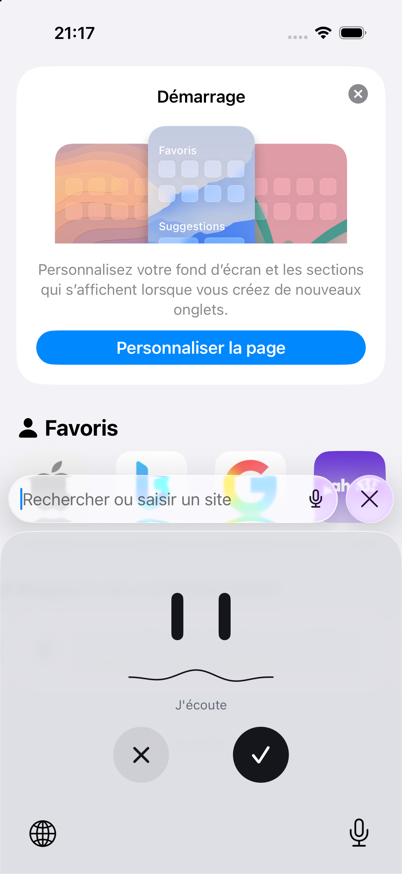 21:17
Démarrage
Favoris
Suggestions
Personnalisez votre fond d’écran et les sections
qui s’affichent lorsque vous créez de nouveaux
onglets.
Personnaliser la page
Favoris
Rechercher ou saisir un site
J'écoute